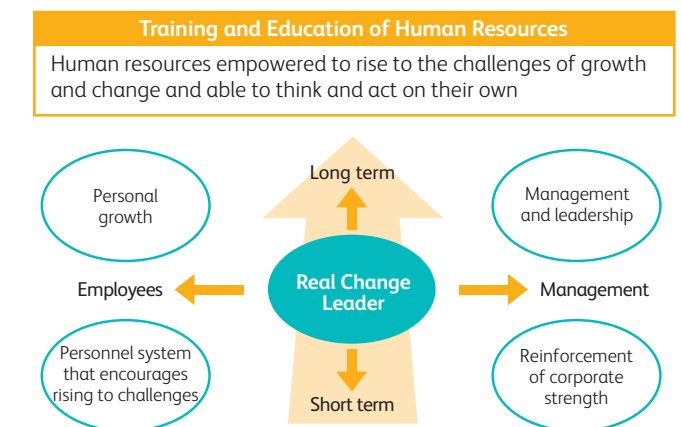 Training and Education of Human Resources
Human resources empowered to rise to the challenges of growth
and change and able to think and act on their own
Long term
Personal
growth
Management
and leadership
Employees
Real Change
Leader
Management
Personnel system
that encourages
rising to challenges
Short term
Reinforcement
of corporate
strength